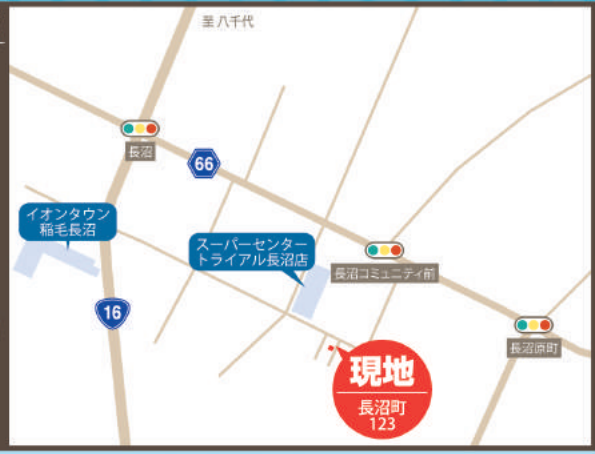 至 八千代
長沼
66
イオンタウン
稲毛長沼
スーパーセンター
トライアル長沼店
長沼コミュニティ前
16
長沼原町
現地
長沼町
123